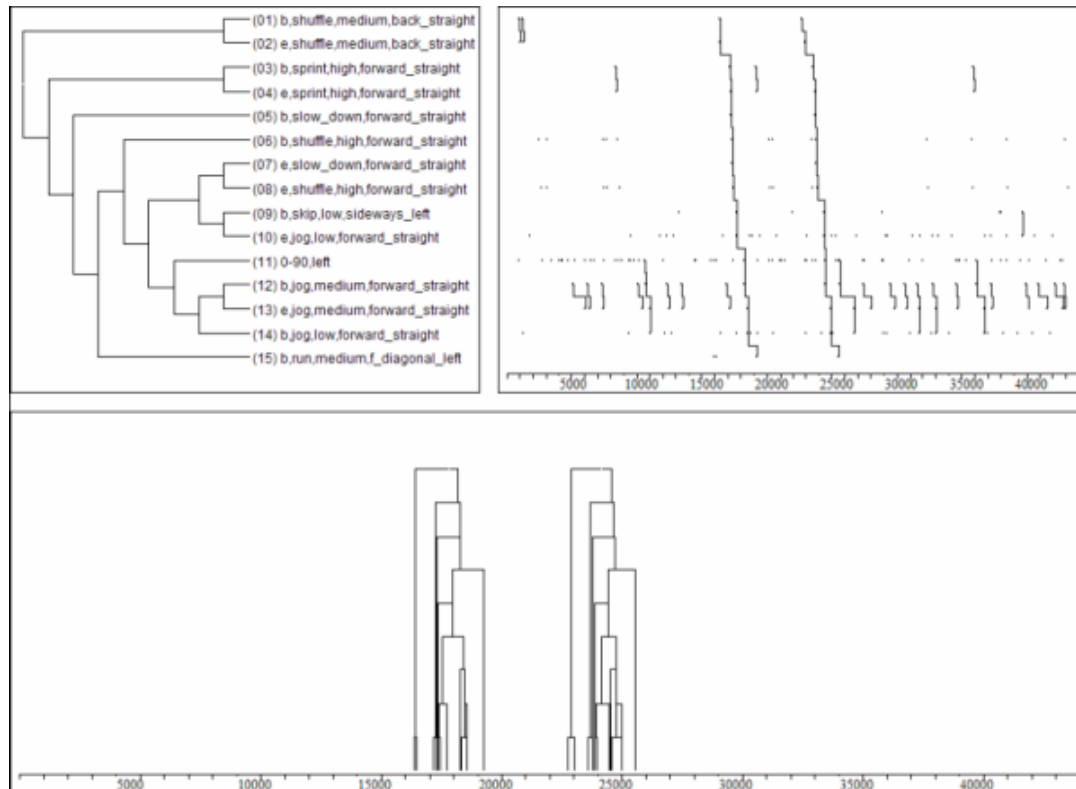 (01) b,shuffle,medium,back_straight
(02) e,shuffle,medium,back_straight
(03) b,sprint,high,forward_straight
(04) e,sprint,high,forward_straight
(05) b,slow_down,forward_straight
(06) b,shuffle,high,forward_straight
(07) e,slow_down,forward_straight
(08) e,shuffle,high,forward_straight
(09) b,skip,low,sideways_left
(10) e,jog,low,forward_straight
(11) 0-90,left
(12) b,jog,medium,forward_straight
(13) e,jog,medium,forward_straight
(14) b,jog,low,forward_straight
(15) b,run,medium,f_diagonal_left
5000 10000 15000 20000 25000 30000 35000 40000
5000 10000 15000 20000 25000 30000 35000 40000